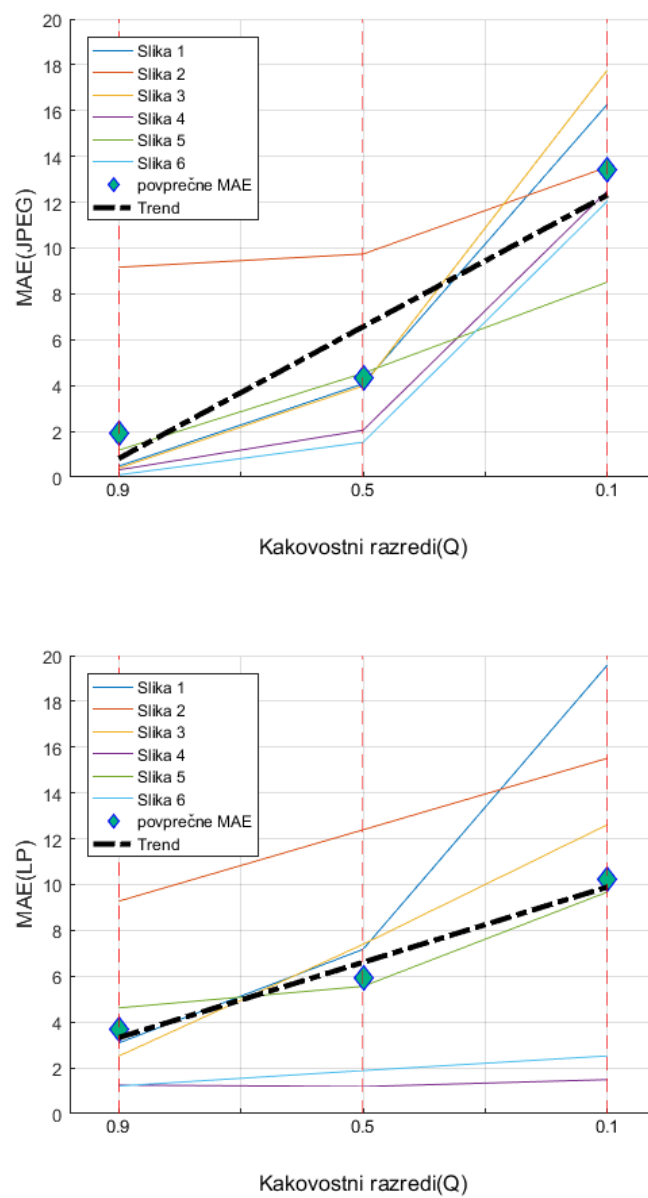 20
18
16
14
12
10
8
6
4
2
0
MAE(JPEG)
Slika 1
Slika 2
Slika 3
Slika 4
Slika 5
Slika 6
povprečne MAE
Trend
0.9
0.5
0.1
Kakovostni razredi(Q)
20
18
16
14
12
10
8
6
4
2
0
MAE(LP)
Slika 1
Slika 2
Slika 3
Slika 4
Slika 5
Slika 6
povprečne MAE
Trend
0.9
0.5
0.1
Kakovostni razredi(Q)